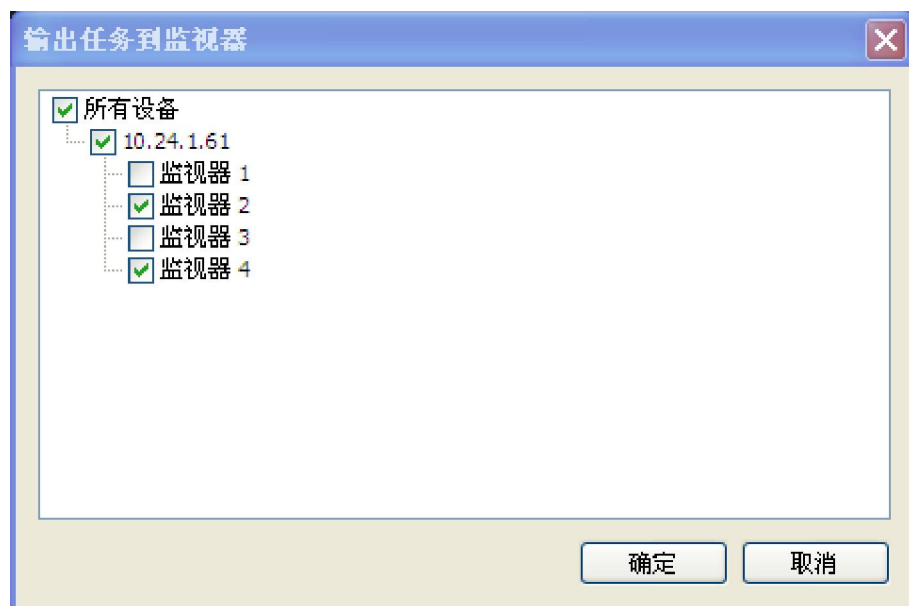 输出任务到监视器
所有设备
10.24.1.61
监视器 1
监视器 2
监视器 3
监视器 4
确定 取消